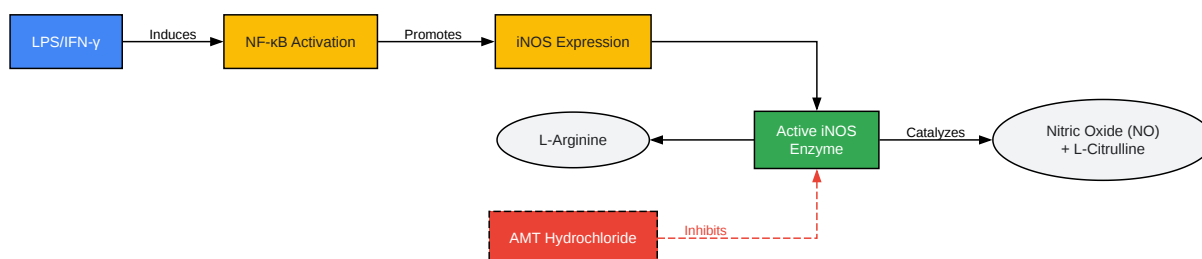 LPS/IFN-γ
Induces
NF-κB Activation
Promotes
iNOS Expression
L-Arginine
Active iNOS
Enzyme
Catalyzes
Nitric Oxide (NO)
+ L-Citrulline
AMT Hydrochloride
Inhibits